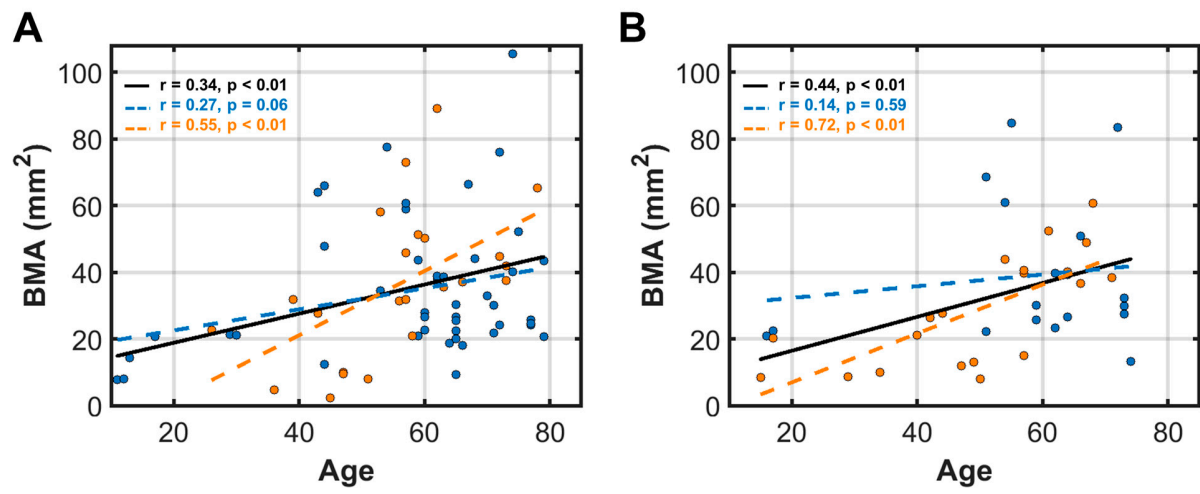 A
100
80
60
40
20
0
20
40
60
80
BMA (mm²)
Age
r = 0.34, p < 0.01
r = 0.27, p = 0.06
r = 0.55, p < 0.01
B
100
80
60
40
20
0
20
40
60
80
BMA (mm²)
Age
r = 0.44, p < 0.01
r = 0.14, p = 0.59
r = 0.72, p < 0.01